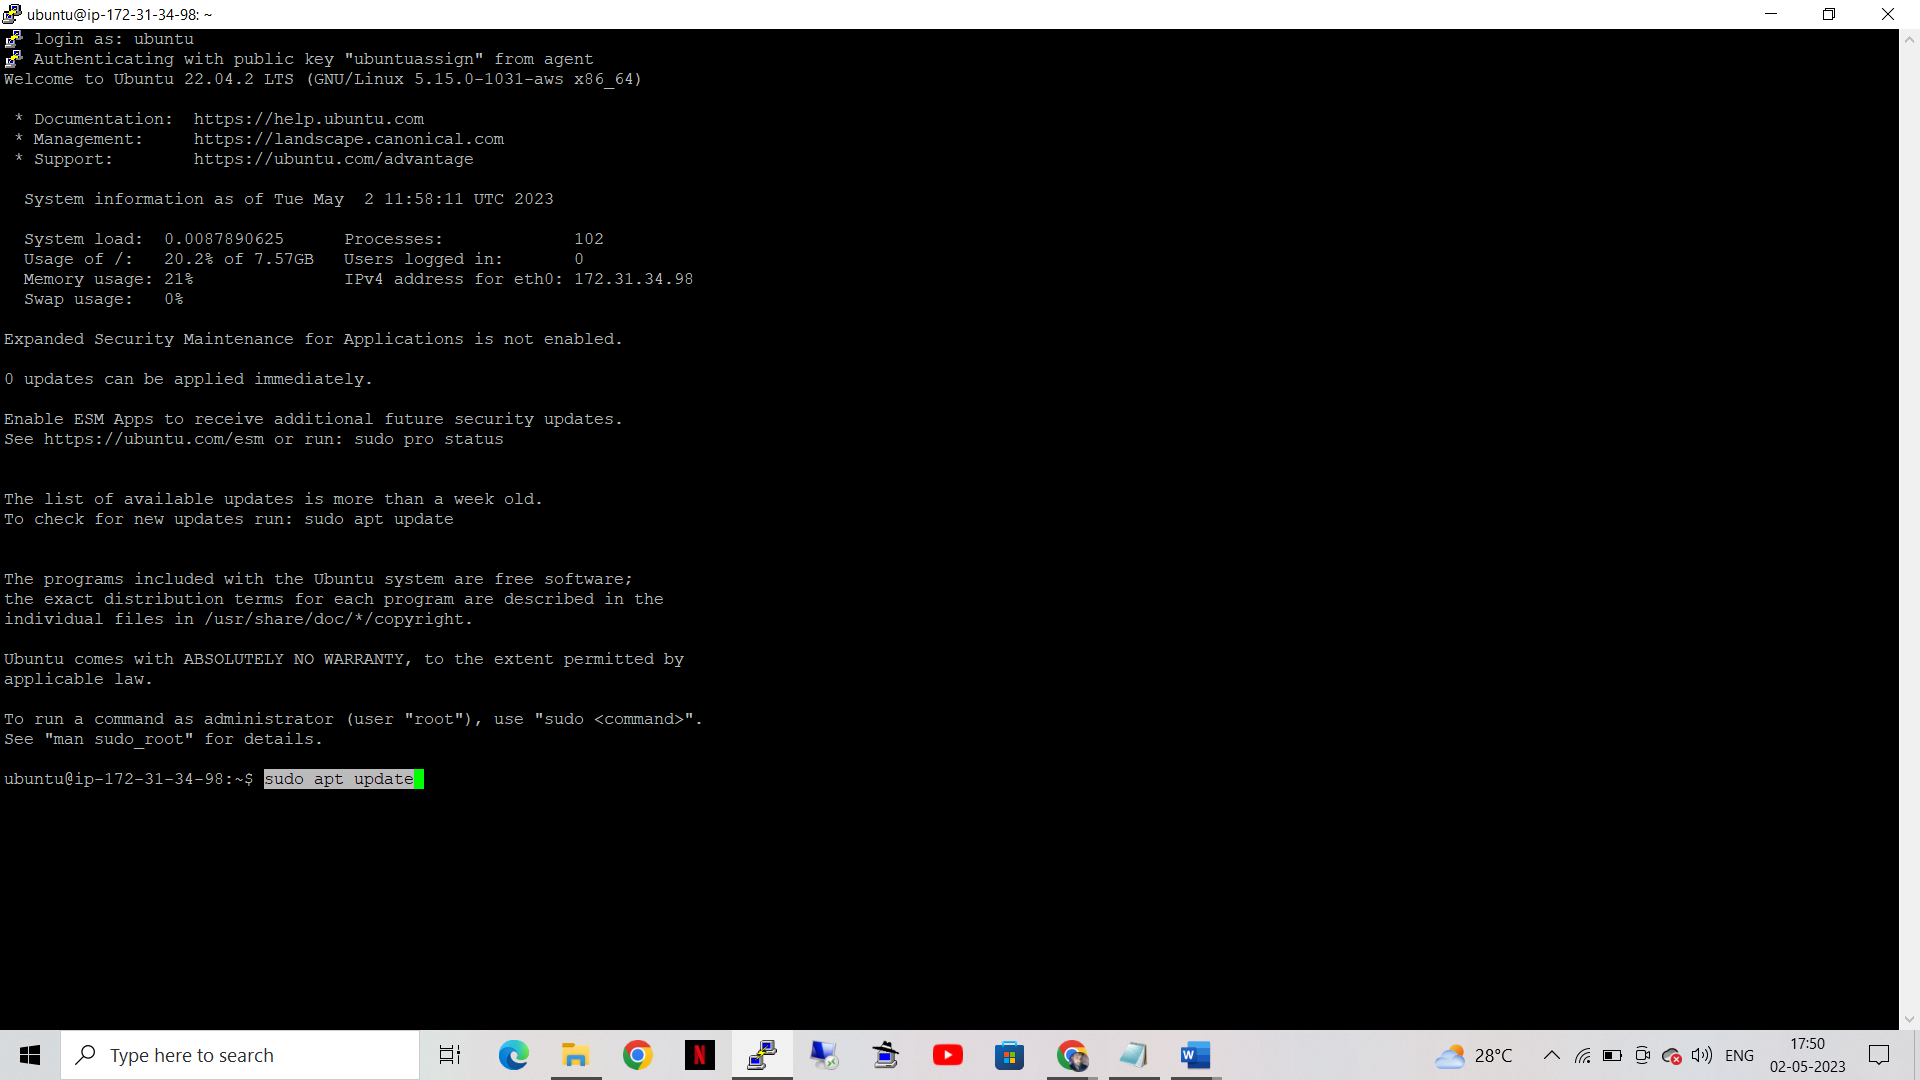 ubuntu@ip-172-31-34-98: ~
login as: ubuntu
Authenticating with public key "ubuntuassign" from agent
Welcome to Ubuntu 22.04.2 LTS (GNU/Linux 5.15.0-1031-aws x86_64)
* Documentation:  https://help.ubuntu.com
* Management:     https://landscape.canonical.com
* Support:        https://ubuntu.com/advantage
System information as of Tue May  2 11:58:11 UTC 2023
System load:  0.0087890625      Processes:             102
Usage of /:   20.2% of 7.57GB   Users logged in:       0
Memory usage: 21%               IPv4 address for eth0: 172.31.34.98
Swap usage:   0%
Expanded Security Maintenance for Applications is not enabled.
0 updates can be applied immediately.
Enable ESM Apps to receive additional future security updates.
See https://ubuntu.com/esm or run: sudo pro status
The list of available updates is more than a week old.
To check for new updates run: sudo apt update
The programs included with the Ubuntu system are free software;
the exact distribution terms for each program are described in the
individual files in /usr/share/doc/*/copyright.
Ubuntu comes with ABSOLUTELY NO WARRANTY, to the extent permitted by
applicable law.
To run a command as administrator (user "root"), use "sudo <command>".
See "man sudo_root" for details.
ubuntu@ip-172-31-34-98:~$ sudo apt update
Type here to search
N
W
28°C
ENG
17:50
02-05-2023